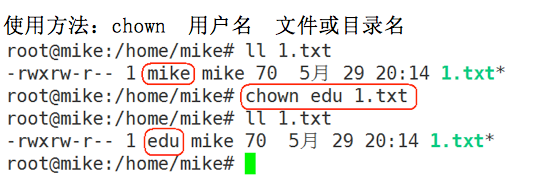 使用方法：chown  用户名  文件或目录名
root@mike:/home/mike# ll 1.txt
-rwxrw-r-- 1 mike mike 70  5月 29 20:14 1.txt*
root@mike:/home/mike# chown edu 1.txt
root@mike:/home/mike# ll 1.txt
-rwxrw-r-- 1 edu mike 70  5月 29 20:14 1.txt*
root@mike:/home/mike#